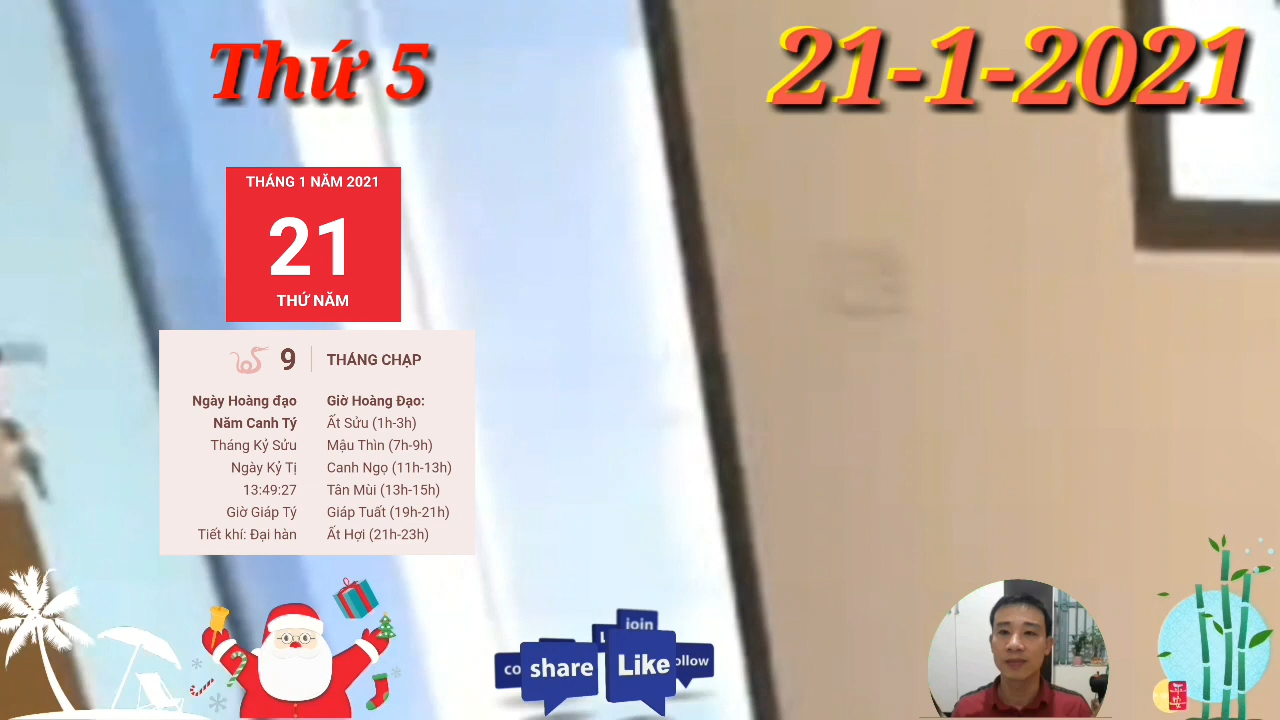 Thứ 5
21-1-2021
THÁNG 1 NĂM 2021
21
THỨ NĂM
9
THÁNG CHẠP
Ngày Hoàng đạo
Năm Canh Tý
Tháng Kỷ Sửu
Ngày Kỷ Tị
13:49:27
Giờ Giáp Tý
Tiết khí: Đại hàn
Giờ Hoàng Đạo:
Ất Sửu (1h-3h)
Mậu Thìn (7h-9h)
Canh Ngọ (11h-13h)
Tân Mùi (13h-15h)
Giáp Tuất (19h-21h)
Ất Hợi (21h-23h)
join
co
share
Like
ollow